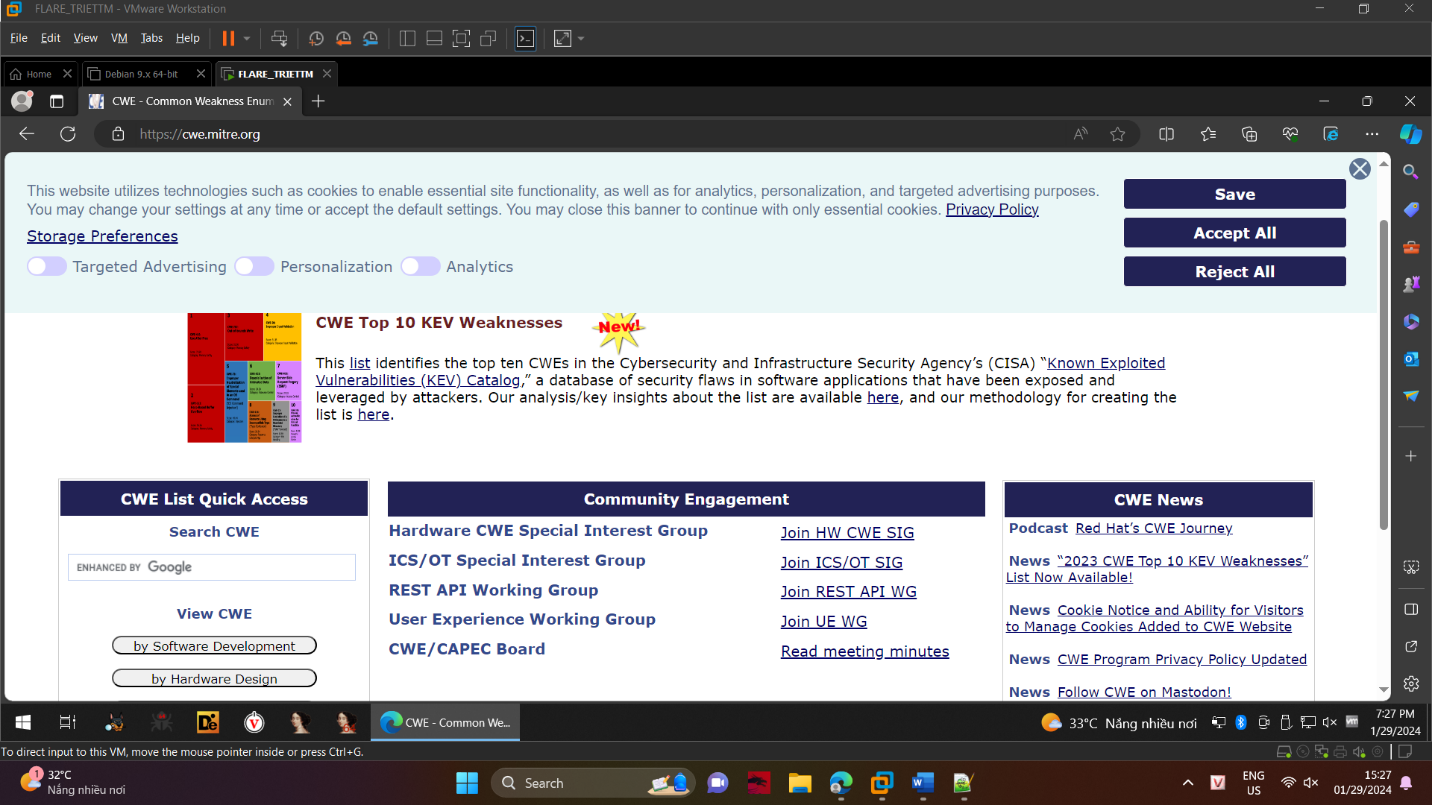 FLARE_TRIETTM - VMware Workstation
File Edit View VM Tabs Help
Home Debian 9.x 64-bit FLARE_TRIETTM
CWE - Common Weakness Enum
https://cwe.mitre.org
This website utilizes technologies such as cookies to enable essential site functionality, as well as for analytics, personalization, and targeted advertising purposes.
You may change your settings at any time or accept the default settings. You may close this banner to continue with only essential cookies. Privacy Policy
Storage Preferences
Targeted Advertising Personalization Analytics
Save
Accept All
Reject All
CWE Top 10 KEV Weaknesses New!
This list identifies the top ten CWEs in the Cybersecurity and Infrastructure Security Agency’s (CISA) “Known Exploited
Vulnerabilities (KEV) Catalog,” a database of security flaws in software applications that have been exposed and
leveraged by attackers. Our analysis/key insights about the list are available here, and our methodology for creating the
list is here.
CWE List Quick Access
Search CWE
ENHANCED BY Google
View CWE
by Software Development
by Hardware Design
Community Engagement
Hardware CWE Special Interest Group Join HW CWE SIG
ICS/OT Special Interest Group Join ICS/OT SIG
REST API Working Group Join REST API WG
User Experience Working Group Join UE WG
CWE/CAPEC Board Read meeting minutes
CWE News
Podcast Red Hat’s CWE Journey
News “2023 CWE Top 10 KEV Weaknesses”
List Now Available!
News Cookie Notice and Ability for Visitors
to Manage Cookies Added to CWE Website
News CWE Program Privacy Policy Updated
News Follow CWE on Mastodon!
CWE - Common We...
33°C Nắng nhiều nơi
7:27 PM
1/29/2024
To direct input to this VM, move the mouse pointer inside or press Ctrl+G.
1
32°C
Nắng nhiều nơi
Search
ENG
US
15:27
01/29/2024